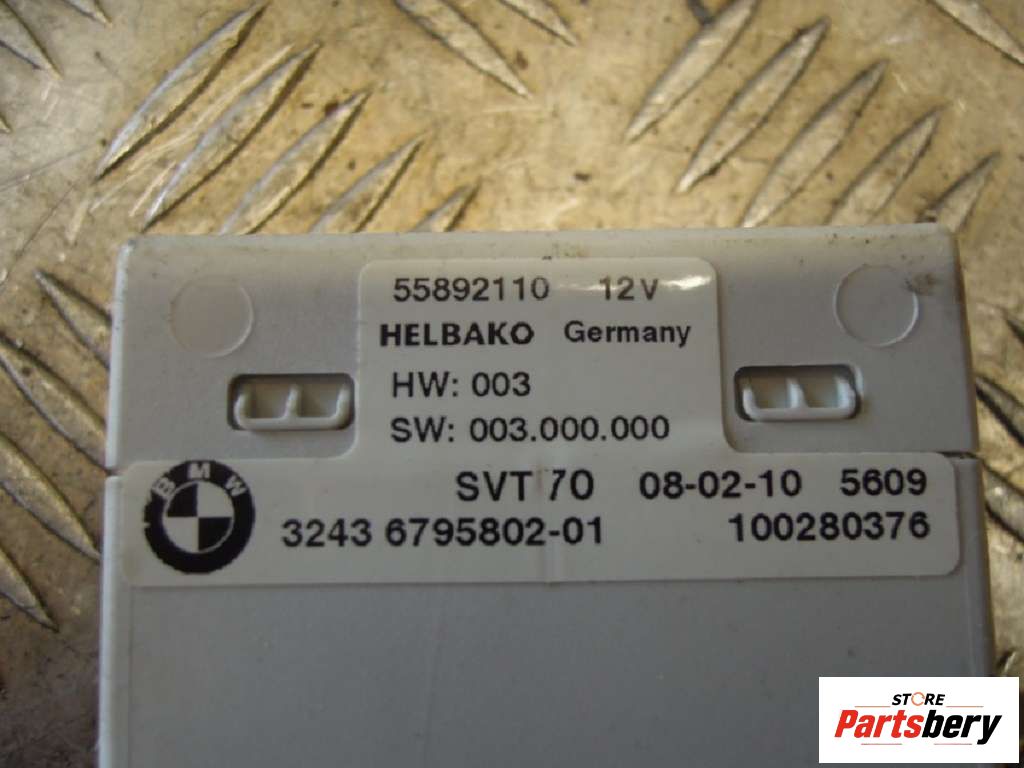 55892110 12V
HELBAKO Germany
HW: 003
SW: 003.000.000
BMW
SVT 70 08-02-10 5609
3243 6795802-01 100280376
STORE
Partsbery